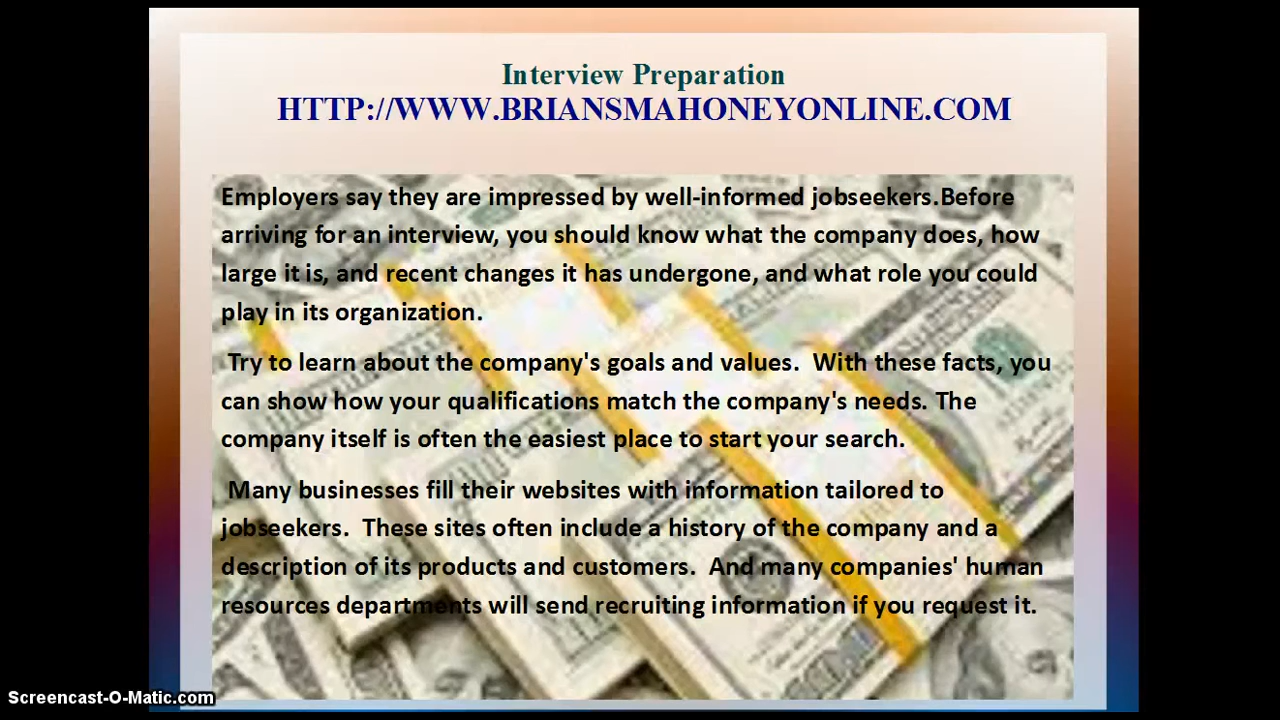 Interview Preparation
HTTP://WWW.BRIANSMAHONEYONLINE.COM
Employers say they are impressed by well-informed jobseekers.Before
arriving for an interview, you should know what the company does, how
large it is, and recent changes it has undergone, and what role you could
play in its organization.
Try to learn about the company's goals and values.  With these facts, you
can show how your qualifications match the company's needs. The
company itself is often the easiest place to start your search.
Many businesses fill their websites with information tailored to
jobseekers.  These sites often include a history of the company and a
description of its products and customers.  And many companies' human
resources departments will send recruiting information if you request it.
Screencast-O-Matic.com